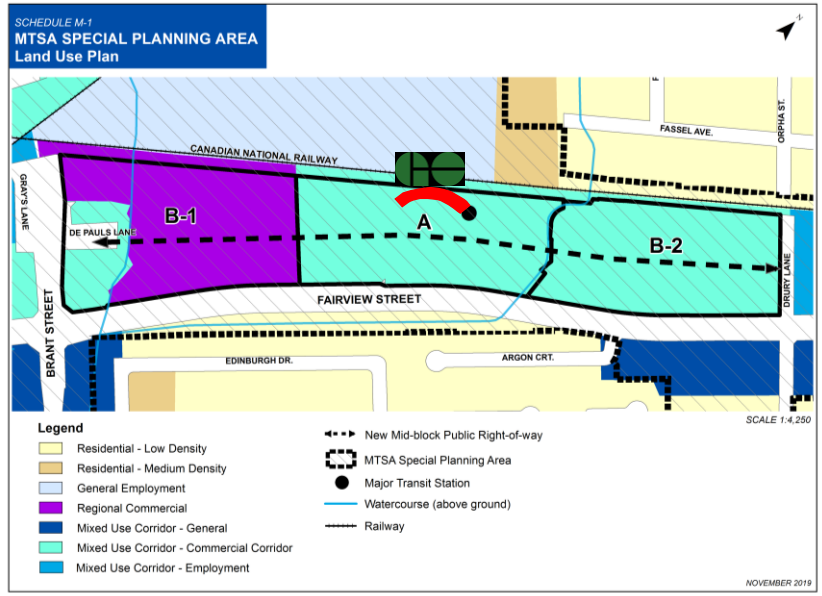 SCHEDULE M-1
MTSA SPECIAL PLANNING AREA
Land Use Plan
N
FASSEL AVE.
ORPHA ST.
CANADIAN NATIONAL RAILWAY
GRAY'S LANE
B-1
A
DE PAULS LANE
B-2
DRURY LANE
FAIRVIEW STREET
BRANT STREET
EDINBURGH DR.
ARGON CRT.
SCALE 1:4,250
Legend
Residential - Low Density
Residential - Medium Density
General Employment
Regional Commercial
Mixed Use Corridor - General
Mixed Use Corridor - Commercial Corridor
Mixed Use Corridor - Employment
New Mid-block Public Right-of-way
MTSA Special Planning Area
Major Transit Station
Watercourse (above ground)
Railway
NOVEMBER 2019